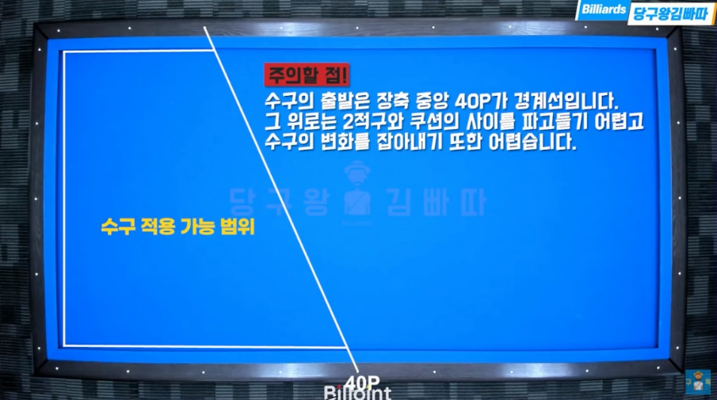 Billiards 당구왕김빠따
주의할 점!
수구의 출발은 장축 중앙 40P가 경계선입니다.
그 위로는 2적구와 쿠션의 사이를 파고들기 어렵고
수구의 변화를 잡아내기 또한 어렵습니다.
당구왕 김빠따
수구 적용 가능 범위
40P
Billoint